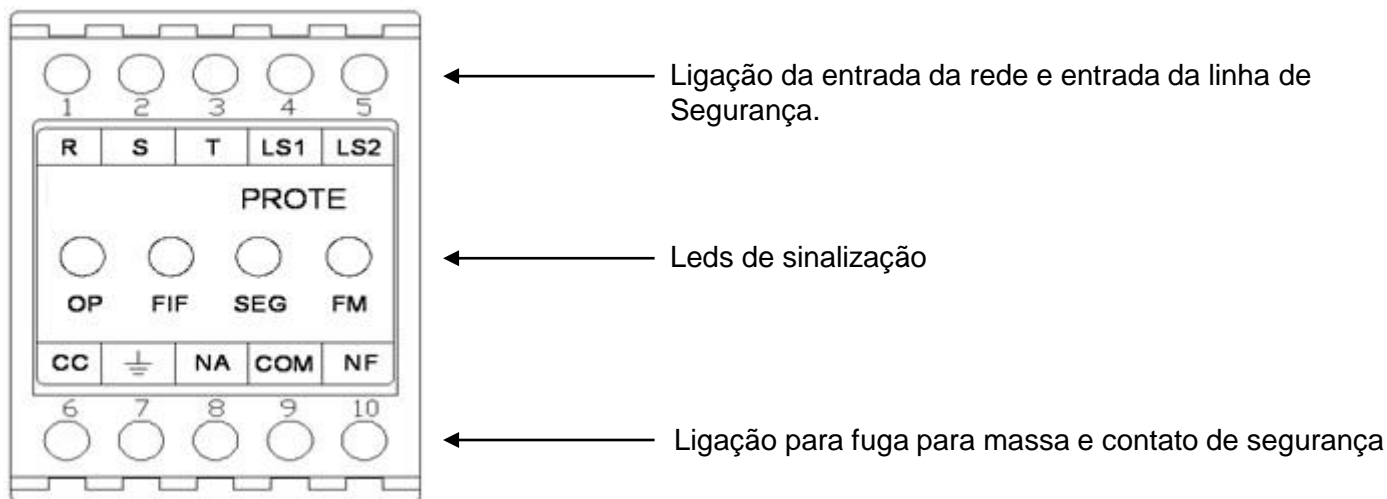 1 2 3 4 5
Ligação da entrada da rede e entrada da linha de
Segurança.
R S T LS1 LS2
PROTE
Leds de sinalização
OP FIF SEG FM
CC NA COM NF
6 7 8 9 10
Ligação para fuga para massa e contato de segurança